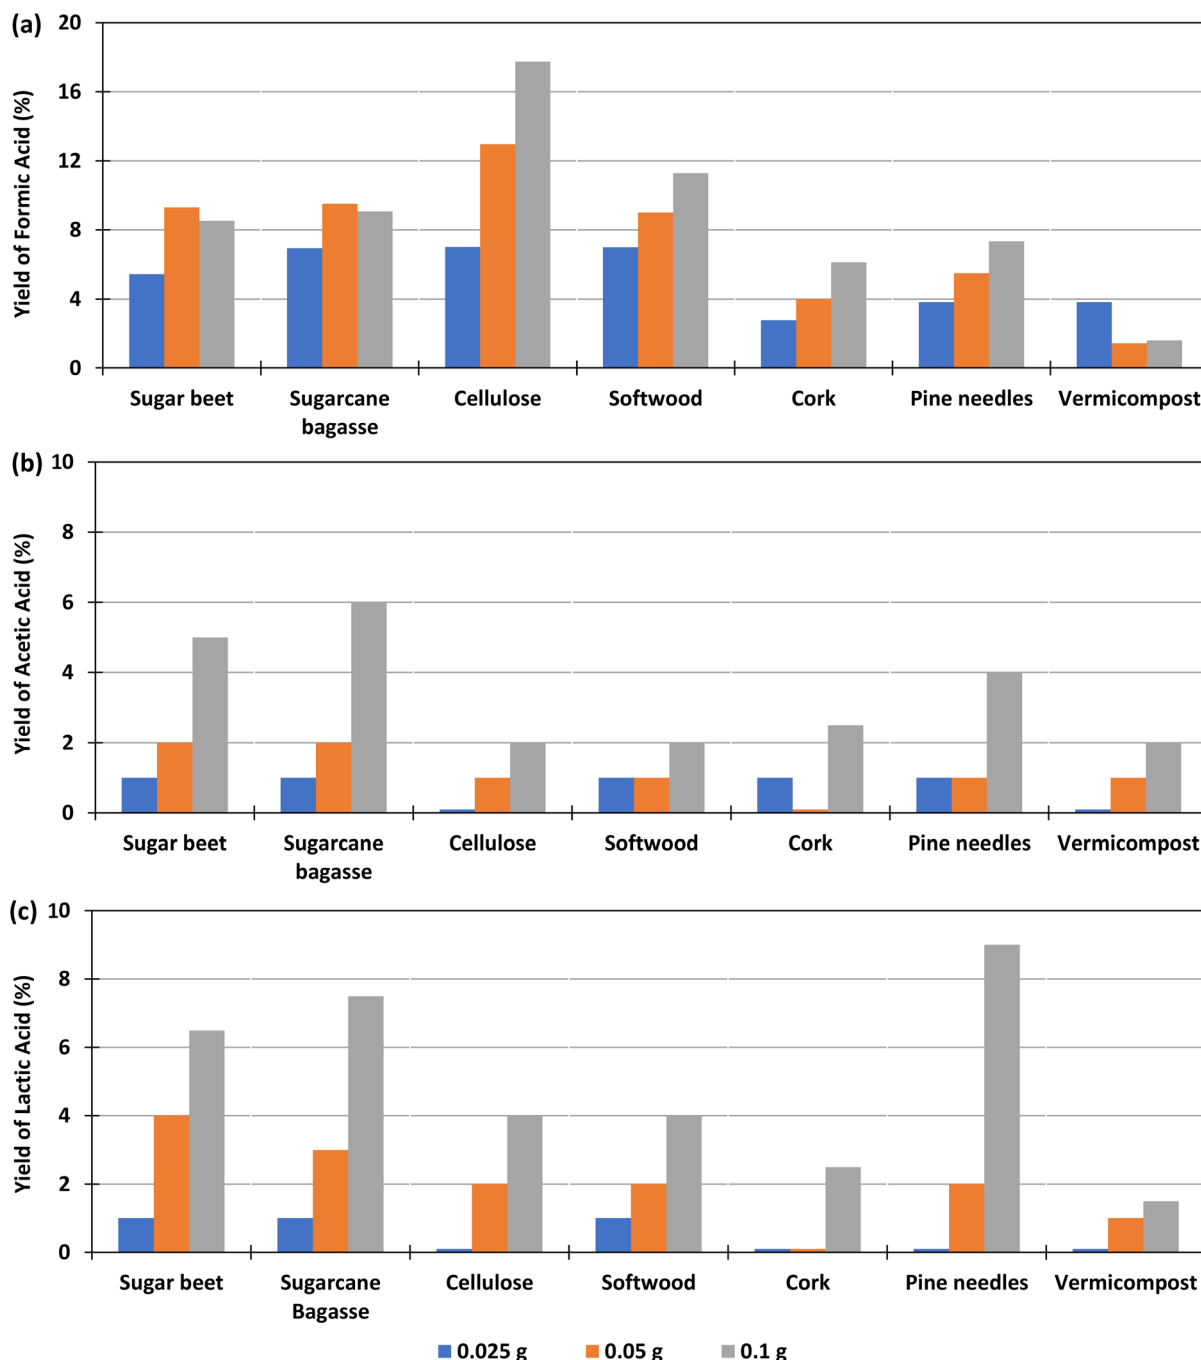 (a)
Yield of Formic Acid (%)
20
16
12
8
4
0
Sugar beet
Sugarcane
bagasse
Cellulose
Softwood
Cork
Pine needles
Vermicompost
(b)
Yield of Acetic Acid (%)
10
8
6
4
2
0
Sugar beet
Sugarcane
bagasse
Cellulose
Softwood
Cork
Pine needles
Vermicompost
(c)
Yield of Lactic Acid (%)
10
8
6
4
2
0
Sugar beet
Sugarcane
Bagasse
Cellulose
Softwood
Cork
Pine needles
Vermicompost
0.025 g
0.05 g
0.1 g